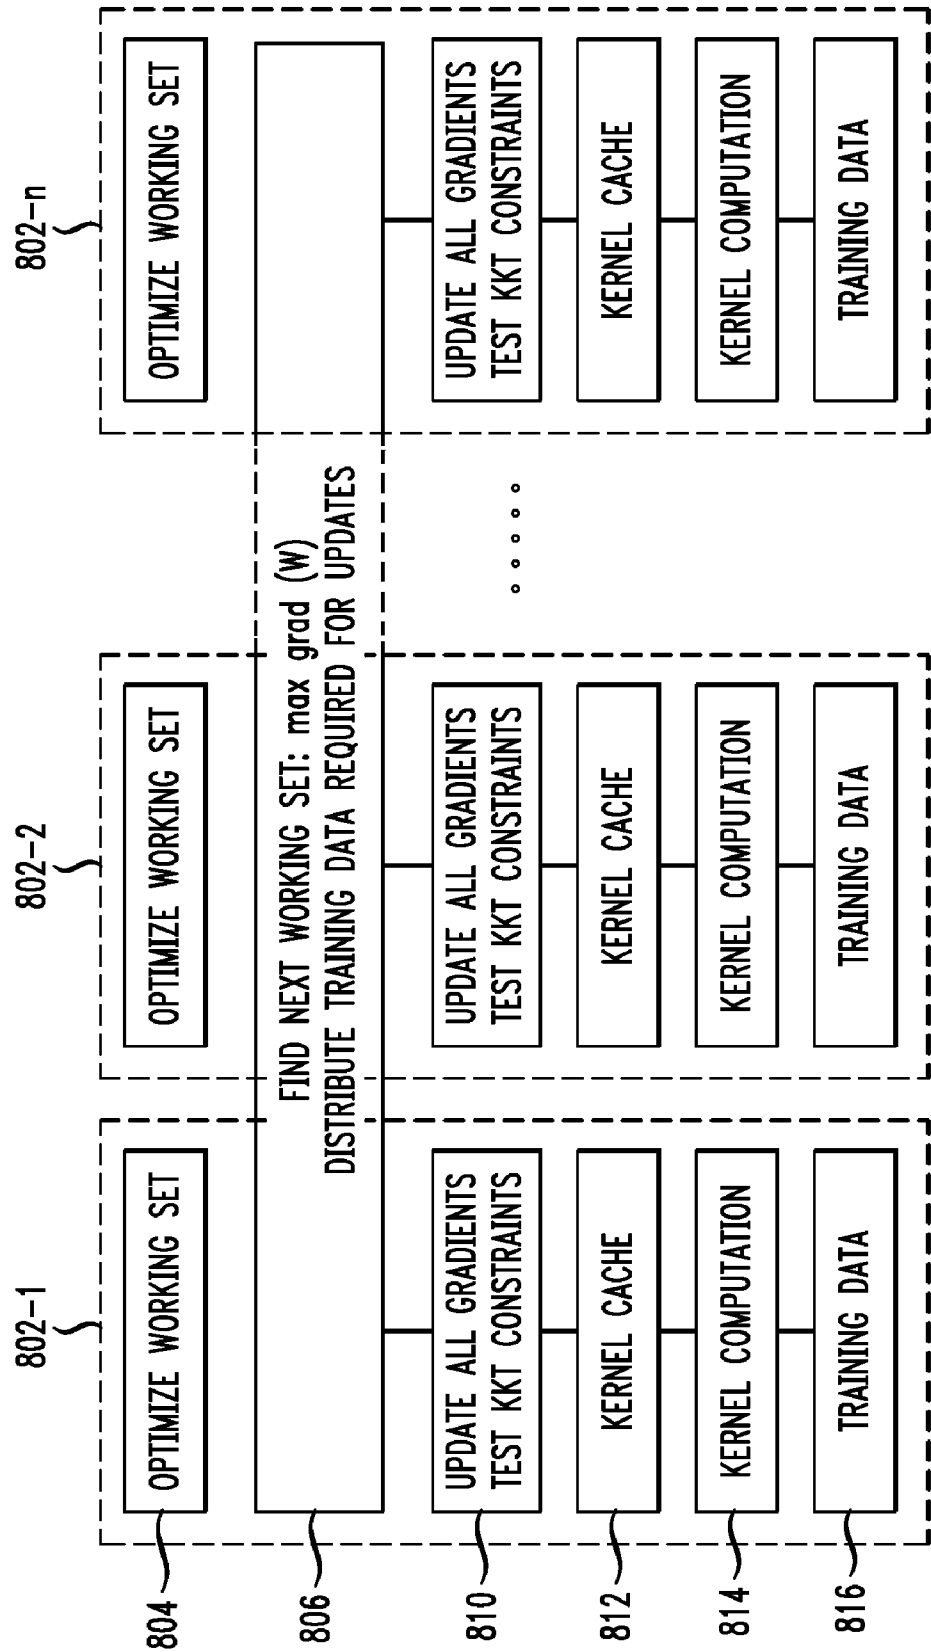 802-1
802-2
802-n
804
OPTIMIZE WORKING SET
OPTIMIZE WORKING SET
OPTIMIZE WORKING SET
806
FIND NEXT WORKING SET: max grad (W)
DISTRIBUTE TRAINING DATA REQUIRED FOR UPDATES
810
UPDATE ALL GRADIENTS
TEST KKT CONSTRAINTS
UPDATE ALL GRADIENTS
TEST KKT CONSTRAINTS
UPDATE ALL GRADIENTS
TEST KKT CONSTRAINTS
812
KERNEL CACHE
KERNEL CACHE
KERNEL CACHE
814
KERNEL COMPUTATION
KERNEL COMPUTATION
KERNEL COMPUTATION
816
TRAINING DATA
TRAINING DATA
TRAINING DATA